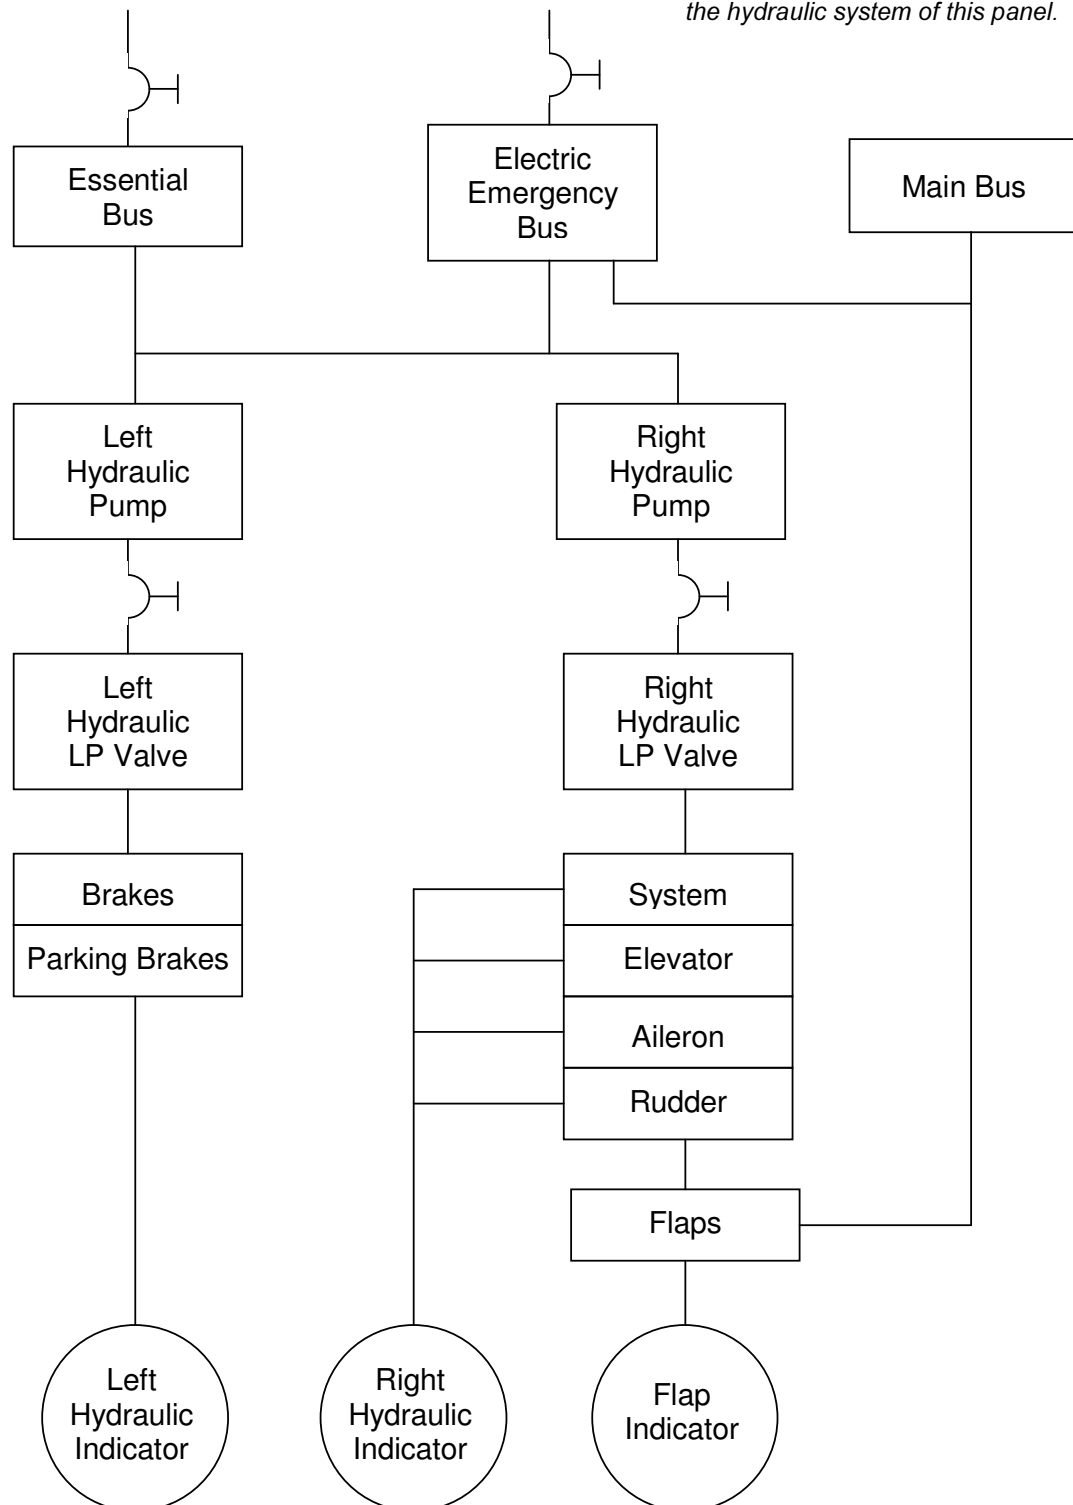 the hydraulic system of this panel.
Essential
Bus
Electric
Emergency
Bus
Main Bus
Left
Hydraulic
Pump
Right
Hydraulic
Pump
Left
Hydraulic
LP Valve
Right
Hydraulic
LP Valve
Brakes
Parking Brakes
System
Elevator
Aileron
Rudder
Flaps
Left
Hydraulic
Indicator
Right
Hydraulic
Indicator
Flap
Indicator